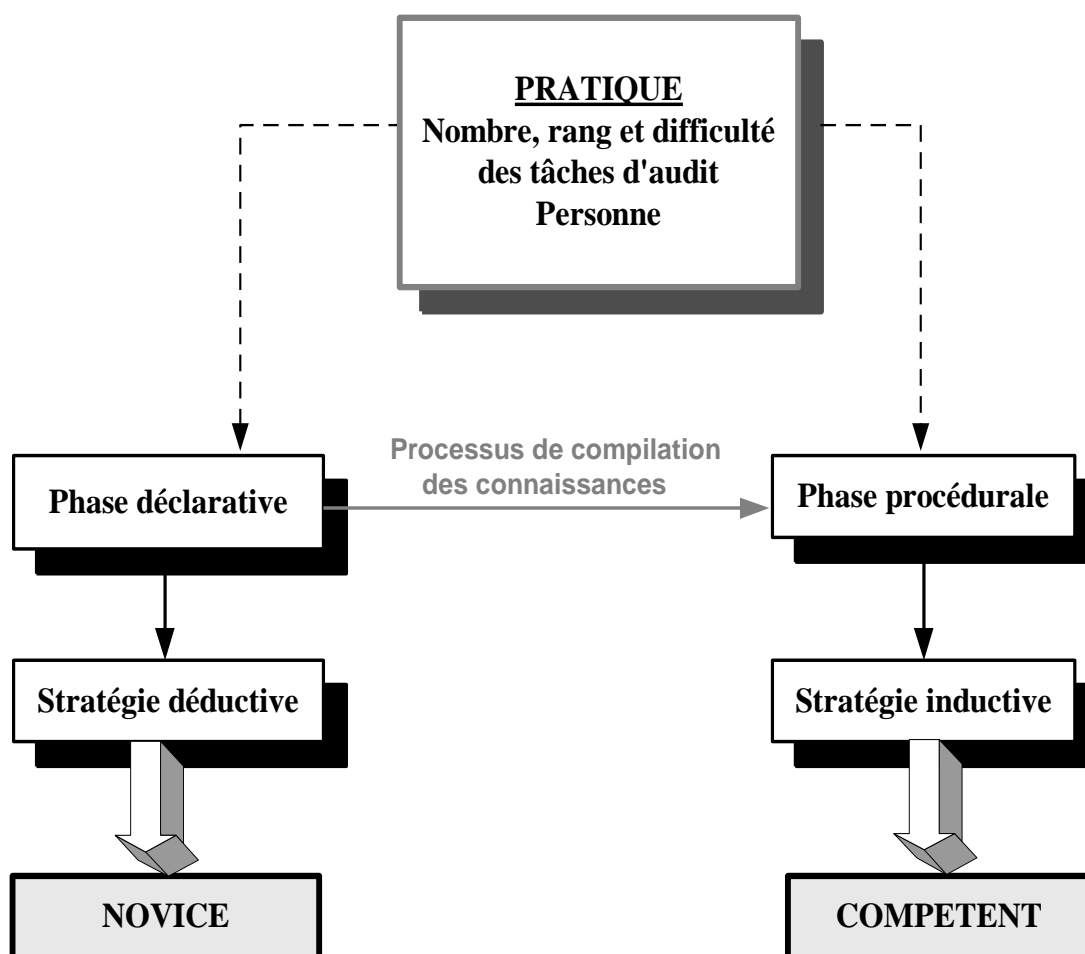 PRATIQUE
Nombre, rang et difficulté
des tâches d'audit
Personne
Processus de compilation
des connaissances
Phase déclarative
Phase procédurale
Stratégie déductive
Stratégie inductive
NOVICE
COMPETENT